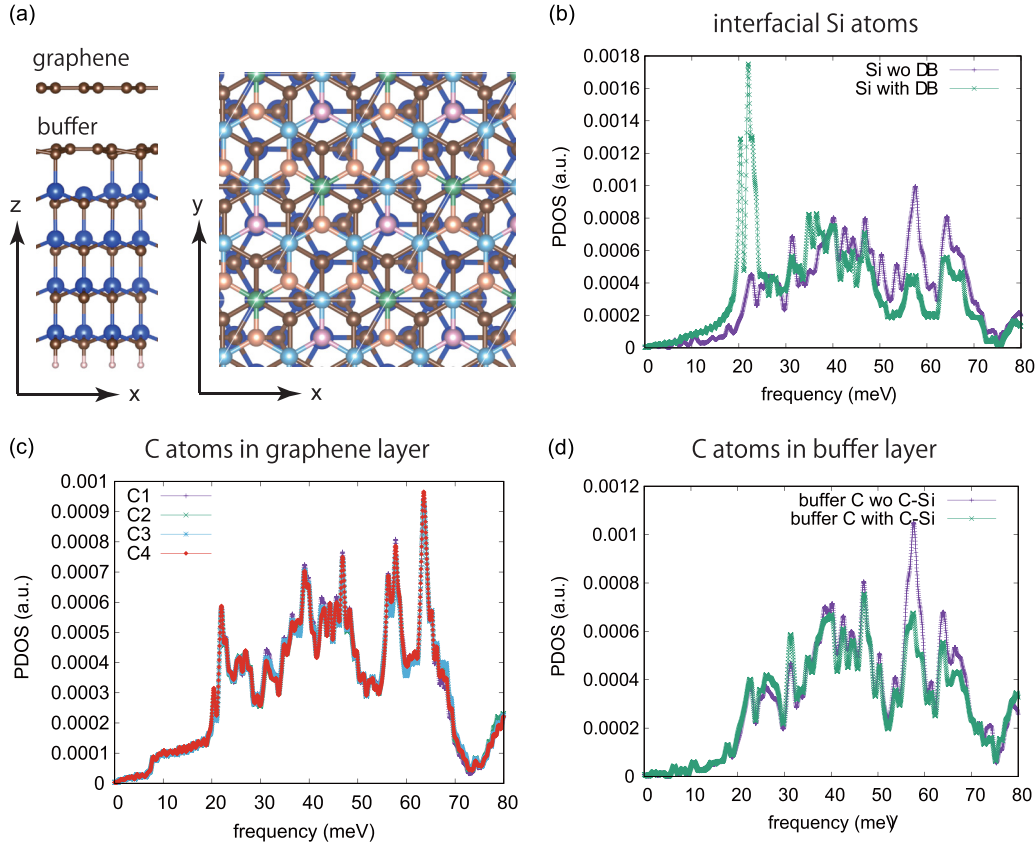 (a)
graphene
buffer
z
x
y
x
(b)
interfacial Si atoms
Si wo DB
Si with DB
PDOS (a.u.)
0.0018
0.0016
0.0014
0.0012
0.001
0.0008
0.0006
0.0004
0.0002
0
0 10 20 30 40 50 60 70 80
frequency (meV)
(c)
C atoms in graphene layer
C1
C2
C3
C4
PDOS (a.u.)
0.001
0.0009
0.0008
0.0007
0.0006
0.0005
0.0004
0.0003
0.0002
0.0001
0
0 10 20 30 40 50 60 70 80
frequency (meV)
(d)
C atoms in buffer layer
buffer C wo C-Si
buffer C with C-Si
PDOS (a.u.)
0.0012
0.001
0.0008
0.0006
0.0004
0.0002
0
0 10 20 30 40 50 60 70 80
frequency (meV)